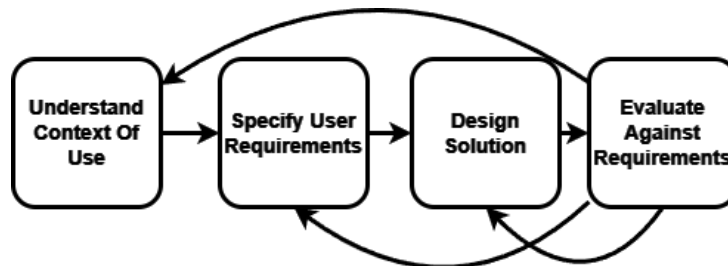 Understand
Context Of
Use
Specify User
Requirements
Design
Solution
Evaluate
Against
Requirements